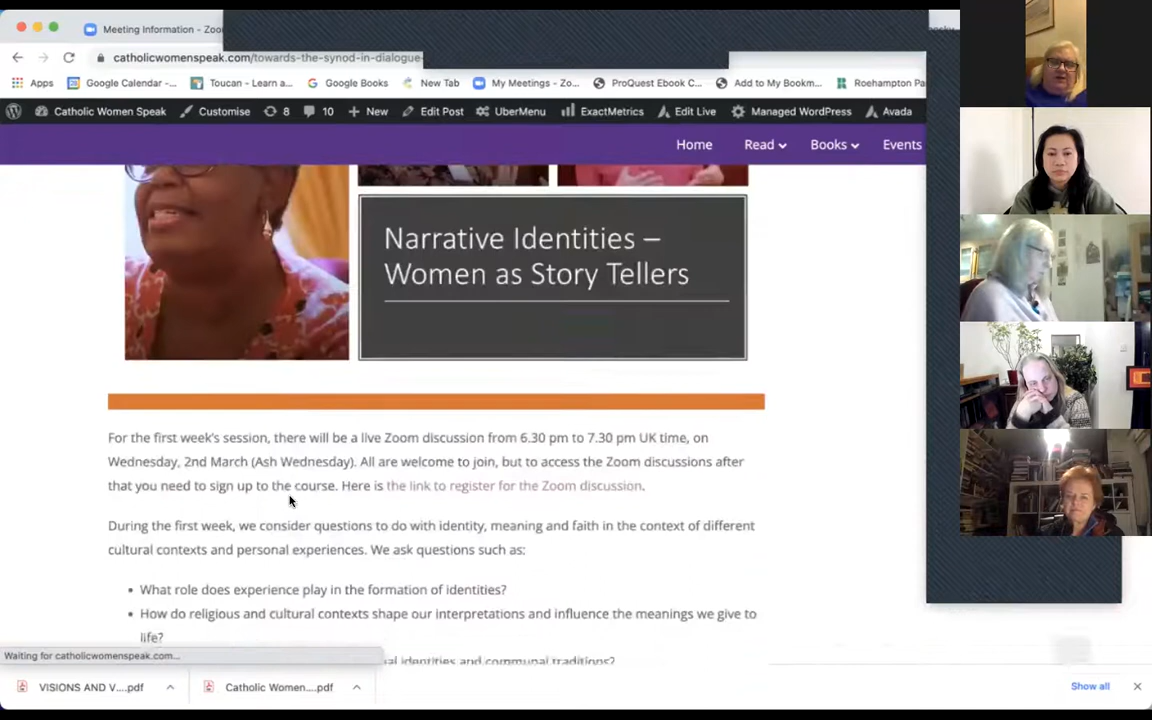 Meeting Information - Zoo
catholicwomenspeak.com/towards-the-synod-in-dialogue-
Apps Google Calendar -... Toucan - Learn a... Google Books New Tab My Meetings - Zo... ProQuest Ebook C... Add to My Bookm... Roehampton Pa
Catholic Women Speak Customise 8 10 New Edit Post UberMenu ExactMetrics Edit Live Managed WordPress Avada
Home Read Books Events
Narrative Identities –
Women as Story Tellers
For the first week's session, there will be a live Zoom discussion from 6.30 pm to 7.30 pm UK time, on
Wednesday, 2nd March (Ash Wednesday). All are welcome to join, but to access the Zoom discussions after
that you need to sign up to the course. Here is the link to register for the Zoom discussion.
During the first week, we consider questions to do with identity, meaning and faith in the context of different
cultural contexts and personal experiences. We ask questions such as:
• What role does experience play in the formation of identities?
• How do religious and cultural contexts shape our interpretations and influence the meanings we give to
life?
al identities and communal traditions?
Waiting for catholicwomenspeak.com...
VISIONS AND V....pdf Catholic Women....pdf Show all